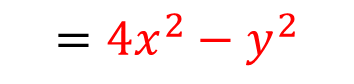 = 4x² − y²